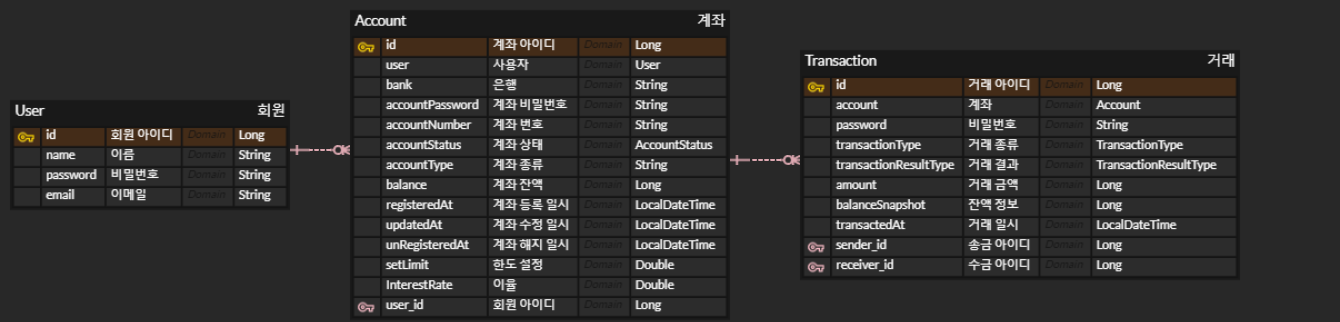 User 회원
id 회원 아이디 Domain Long
name 이름 Domain String
password 비밀번호 Domain String
email 이메일 Domain String
Account 계좌
id 계좌 아이디 Domain Long
user 사용자 Domain User
bank 은행 Domain String
accountPassword 계좌 비밀번호 Domain String
accountNumber 계좌 번호 Domain String
accountStatus 계좌 상태 Domain AccountStatus
accountType 계좌 종류 Domain String
balance 계좌 잔액 Domain Long
registeredAt 계좌 등록 일시 Domain LocalDateTime
updatedAt 계좌 수정 일시 Domain LocalDateTime
unRegisteredAt 계좌 해지 일시 Domain LocalDateTime
setLimit 한도 설정 Domain Double
InterestRate 이율 Domain Double
user_id 회원 아이디 Domain Long
Transaction 거래
id 거래 아이디 Domain Long
account 계좌 Domain Account
password 비밀번호 Domain String
transactionType 거래 종류 Domain TransactionType
transactionResultType 거래 결과 Domain TransactionResultType
amount 거래 금액 Domain Long
balanceSnapshot 잔액 정보 Domain Long
transactedAt 거래 일시 Domain LocalDateTime
sender_id 송금 아이디 Domain Long
receiver_id 수금 아이디 Domain Long